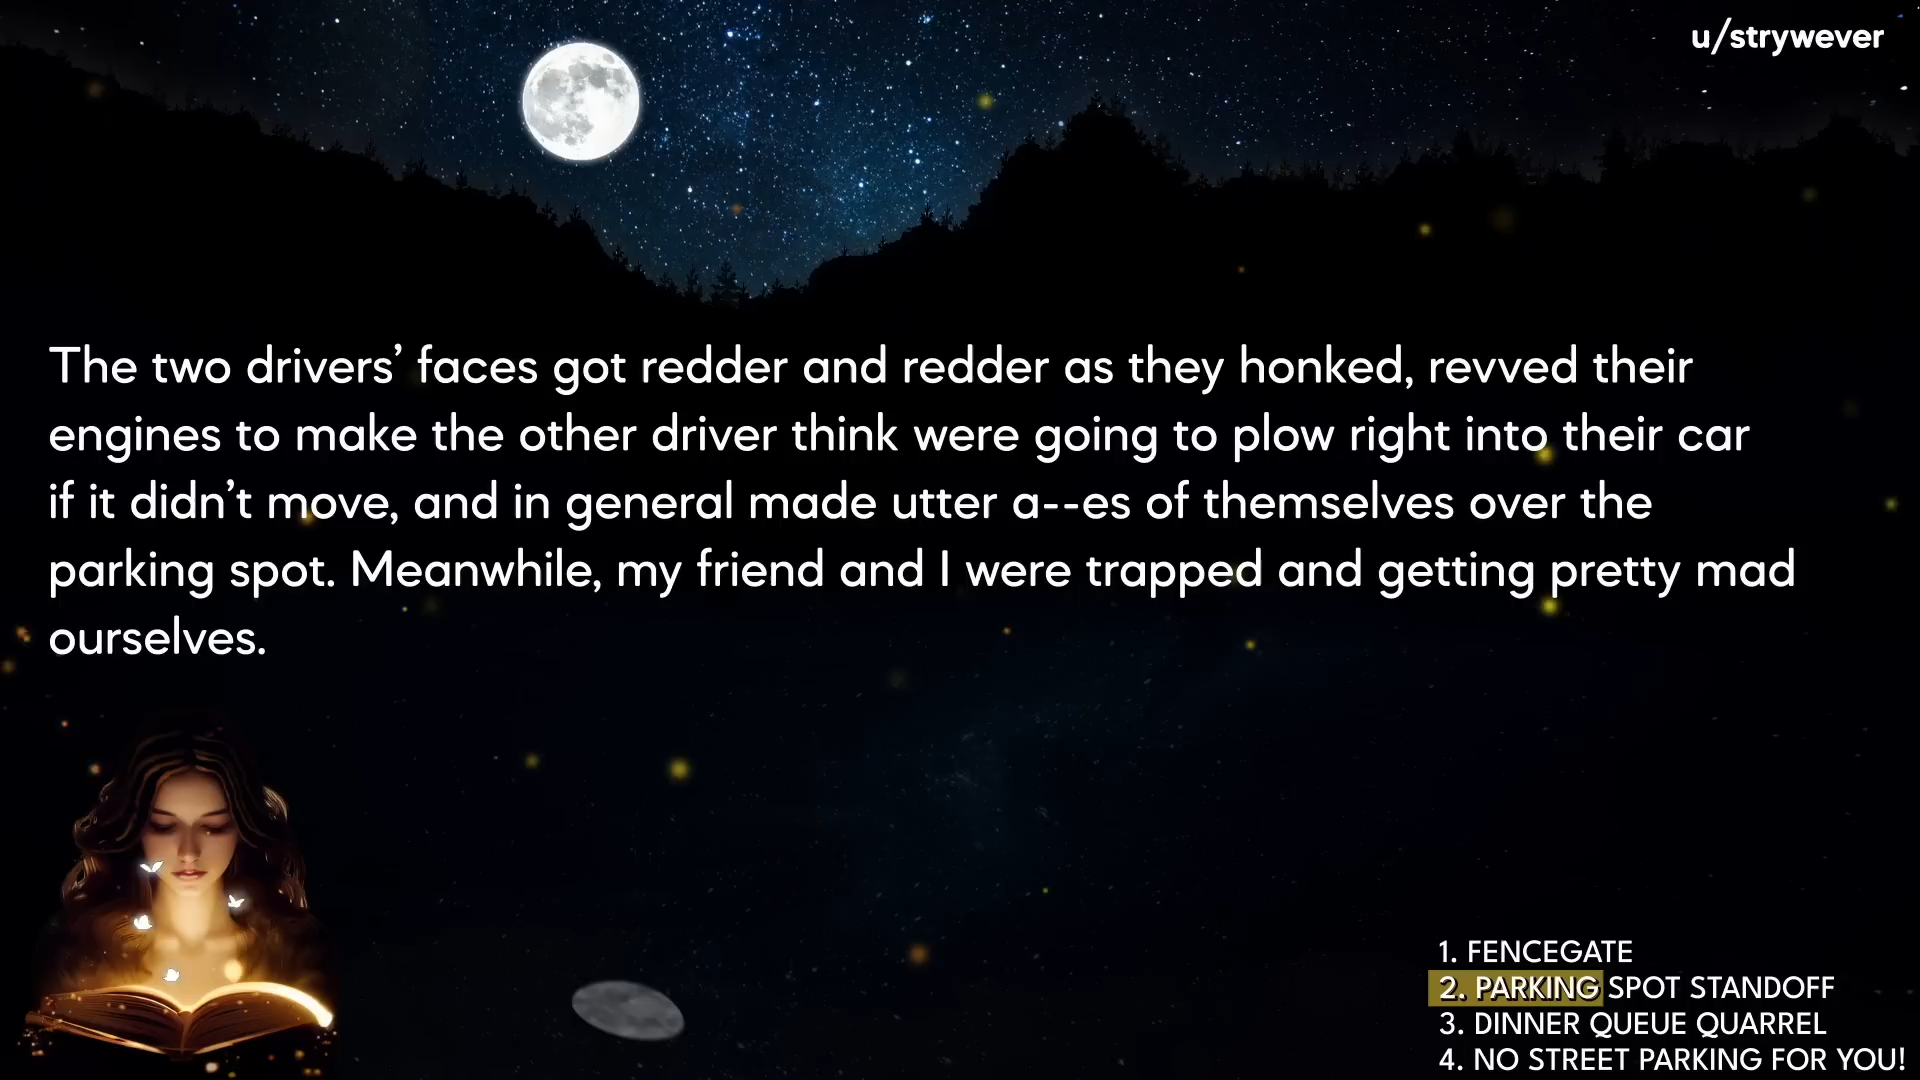 u/strywever
The two drivers’ faces got redder and redder as they honked, revved their
engines to make the other driver think were going to plow right into their car
if it didn’t move, and in general made utter a--es of themselves over the
parking spot. Meanwhile, my friend and I were trapped and getting pretty mad
ourselves.
1. FENCEGATE
2. PARKING SPOT STANDOFF
3. DINNER QUEUE QUARREL
4. NO STREET PARKING FOR YOU!